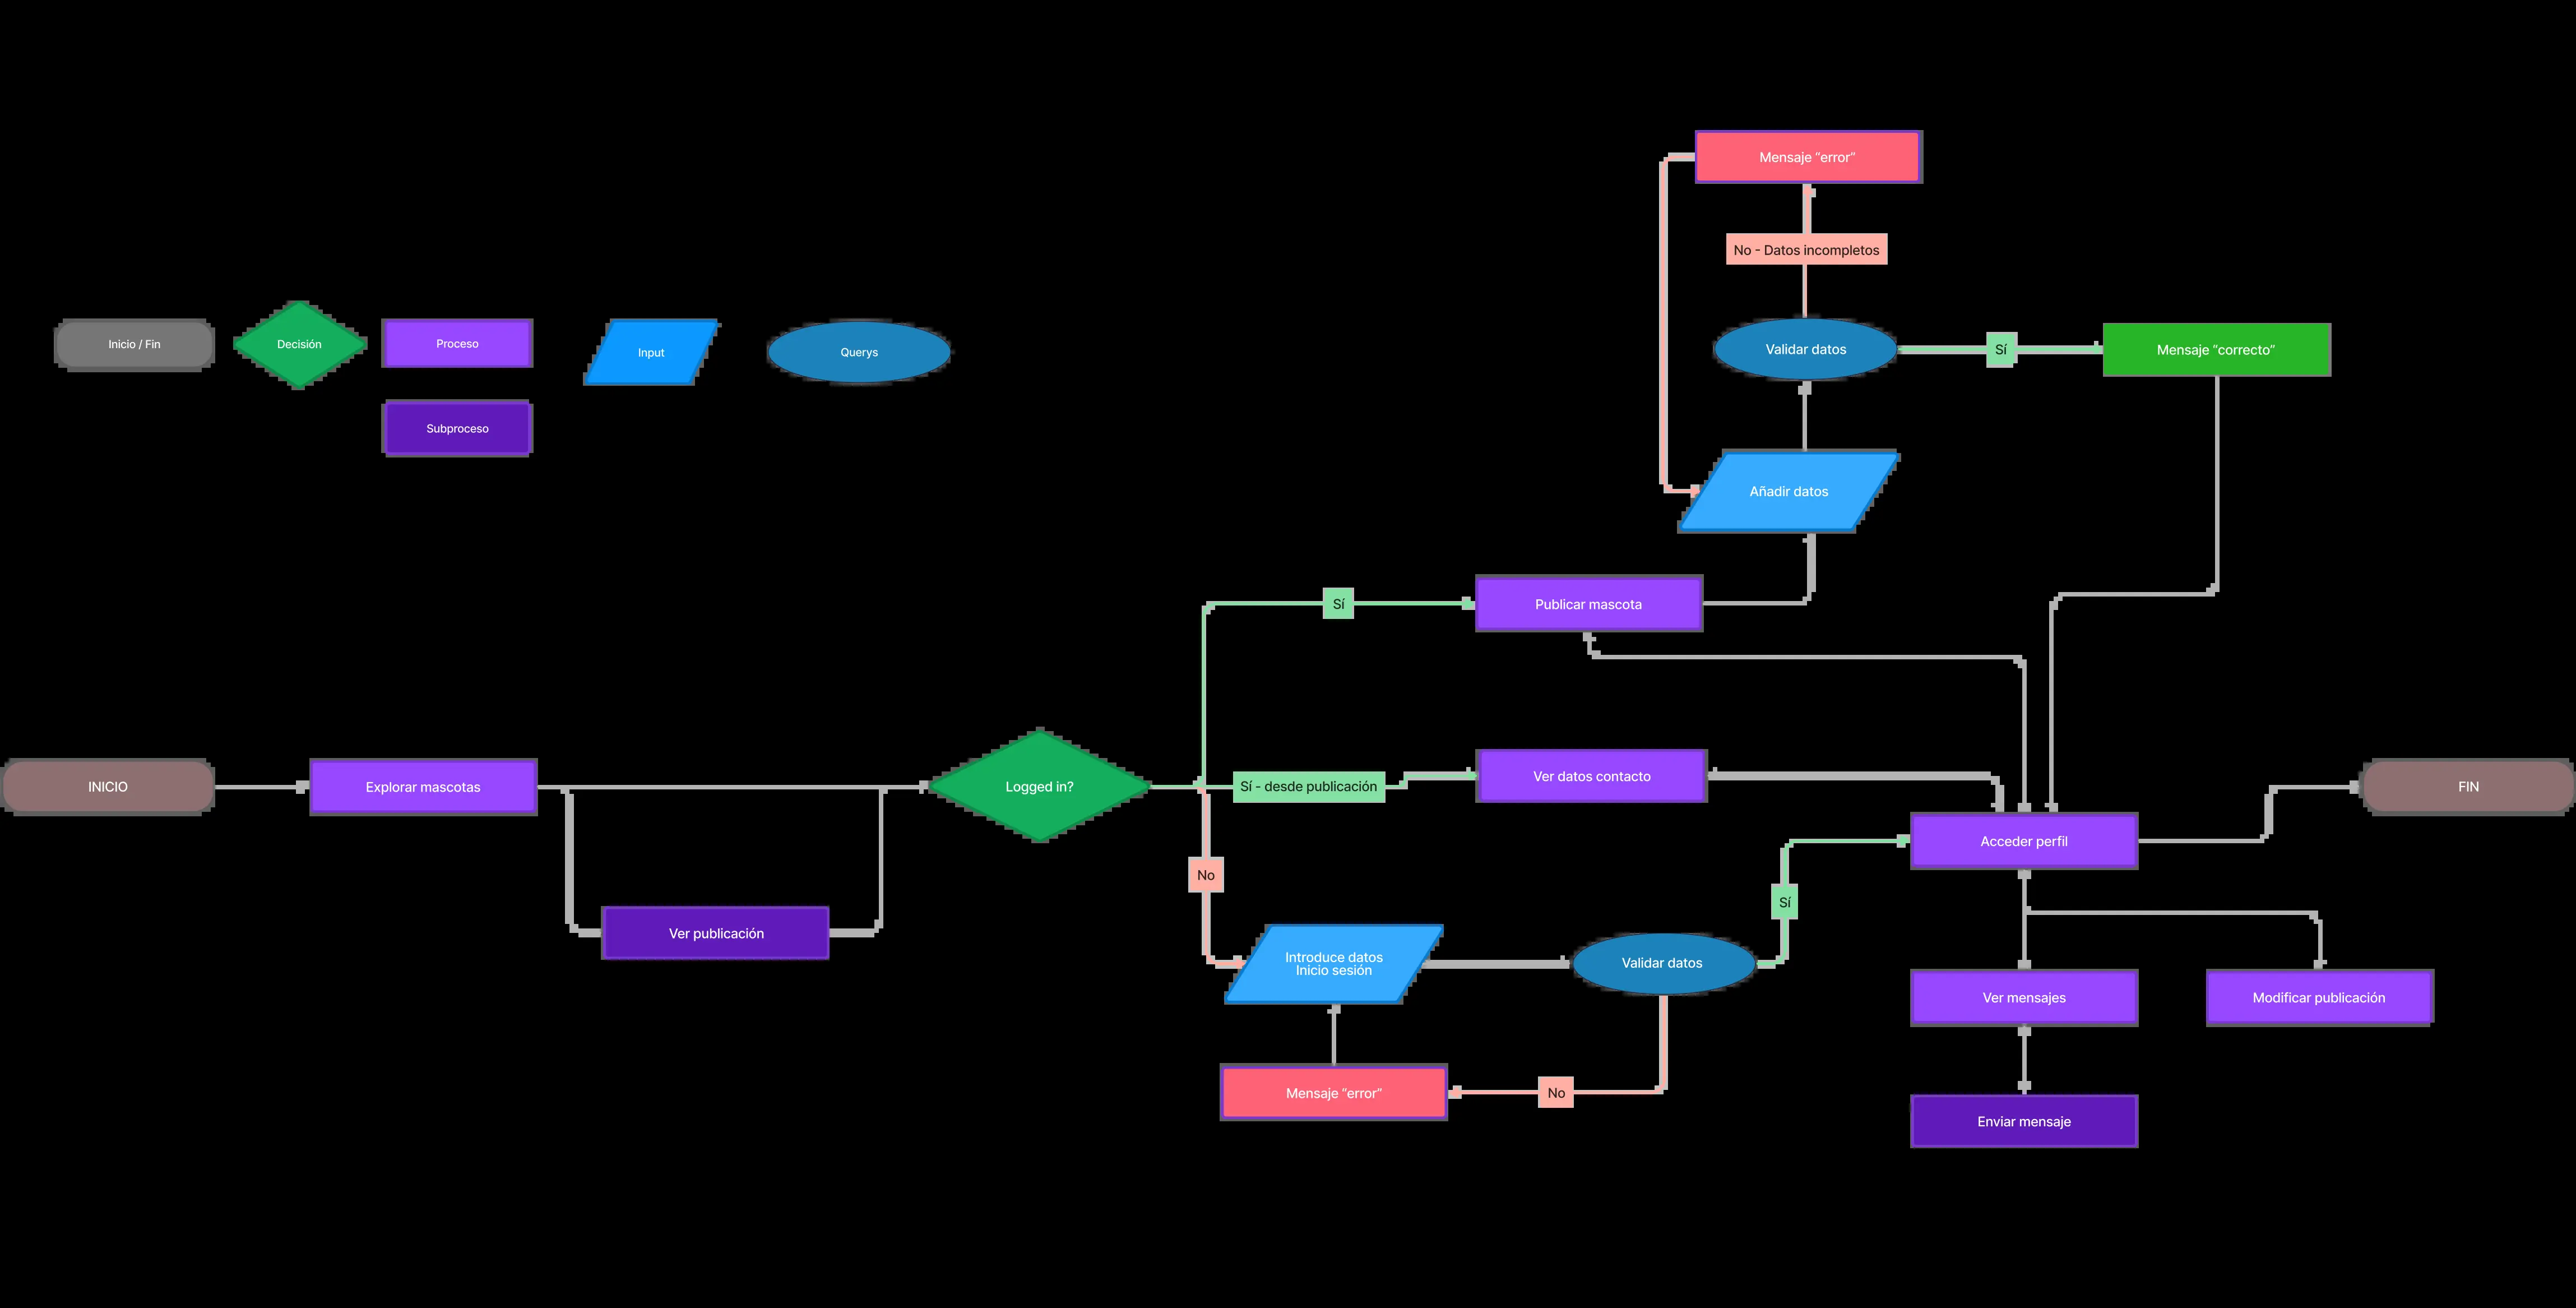 Mensaje “error”
No - Datos incompletos
Inicio / Fin
Decisión
Proceso
Input
Querys
Subproceso
Validar datos
Sí
Mensaje “correcto”
Añadir datos
Sí
Publicar mascota
INICIO
Explorar mascotas
Logged in?
Sí - desde publicación
Ver datos contacto
FIN
Acceder perfil
No
Sí
Ver publicación
Introduce datos
Inicio sesión
Validar datos
Ver mensajes
Modificar publicación
Mensaje “error”
No
Enviar mensaje